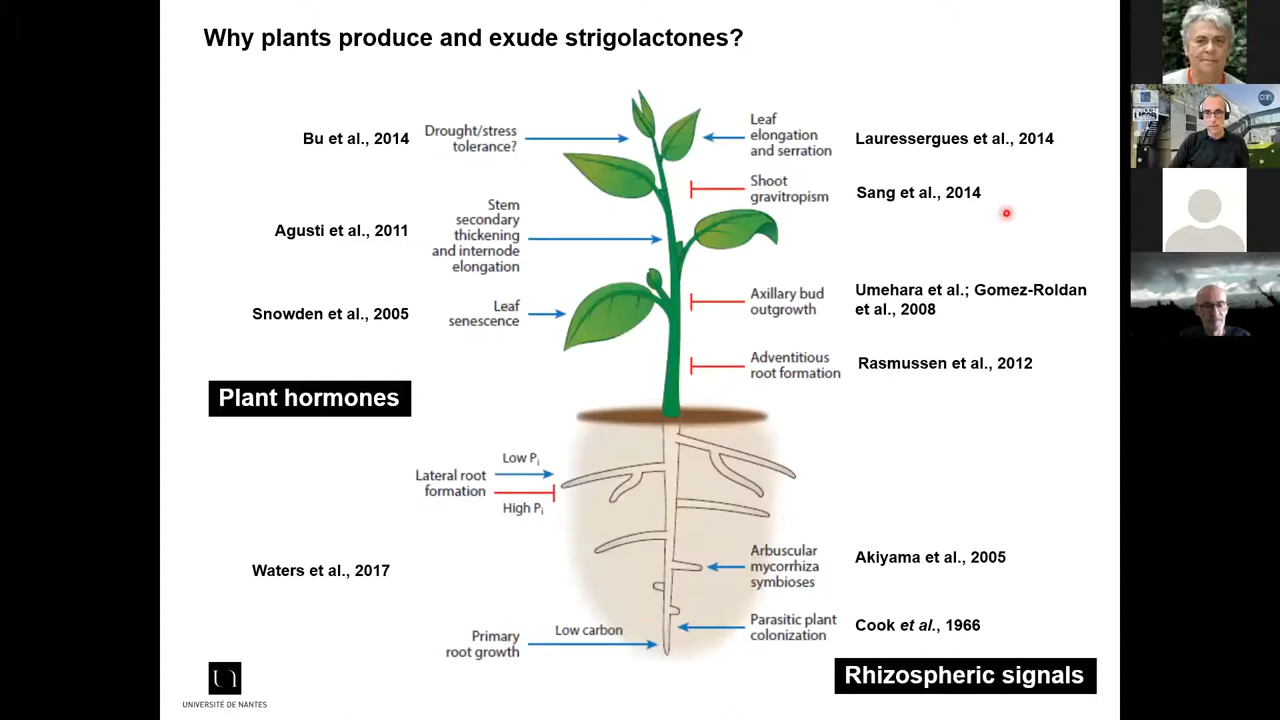 Why plants produce and exude strigolactones?
Bu et al., 2014
Drought/stress
tolerance?
Leaf
elongation
and serration
Lauressergues et al., 2014
Shoot
gravitropism
Sang et al., 2014
Agusti et al., 2011
Stem
secondary
thickening
and internode
elongation
Snowden et al., 2005
Leaf
senescence
Axillary bud
outgrowth
Umehara et al.; Gomez-Roldan
et al., 2008
Adventitious
root formation
Rasmussen et al., 2012
Plant hormones
Low Pi
Lateral root
formation
High Pi
Waters et al., 2017
Arbuscular
mycorrhiza
symbioses
Akiyama et al., 2005
Parasitic plant
colonization
Cook et al., 1966
Low carbon
Primary
root growth
Rhizospheric signals
UNIVERSITÉ DE NANTES